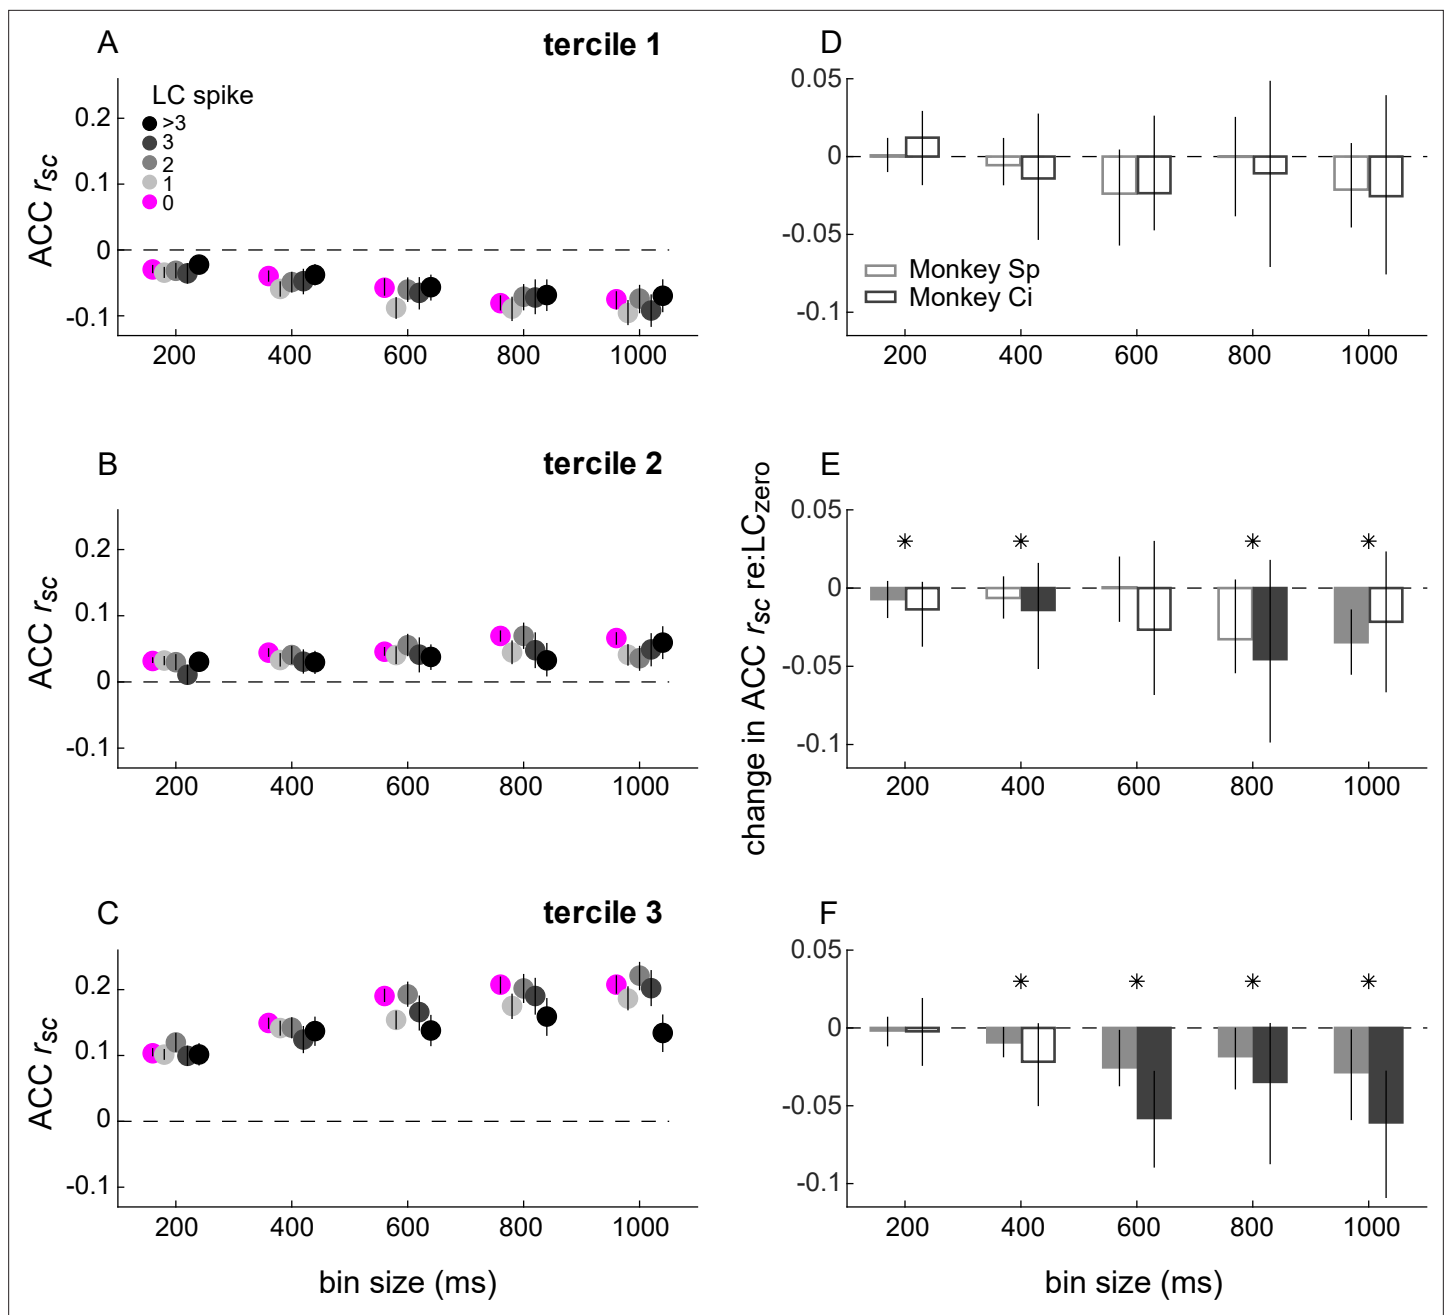 A
tercile 1
LC spike
>3
3
2
1
0
0.2
0.1
0
-0.1
ACC rsc
200 400 600 800 1000
D
0.05
0
-0.05
-0.1
Monkey Sp
Monkey Ci
200 400 600 800 1000
B
tercile 2
0.2
0.1
0
-0.1
ACC rsc
200 400 600 800 1000
E
0.05
0
-0.05
-0.1
* * * *
change in ACC rsc re:LCzero
200 400 600 800 1000
C
tercile 3
0.2
0.1
0
-0.1
ACC rsc
200 400 600 800 1000
bin size (ms)
F
0.05
0
-0.05
-0.1
* * * *
200 400 600 800 1000
bin size (ms)